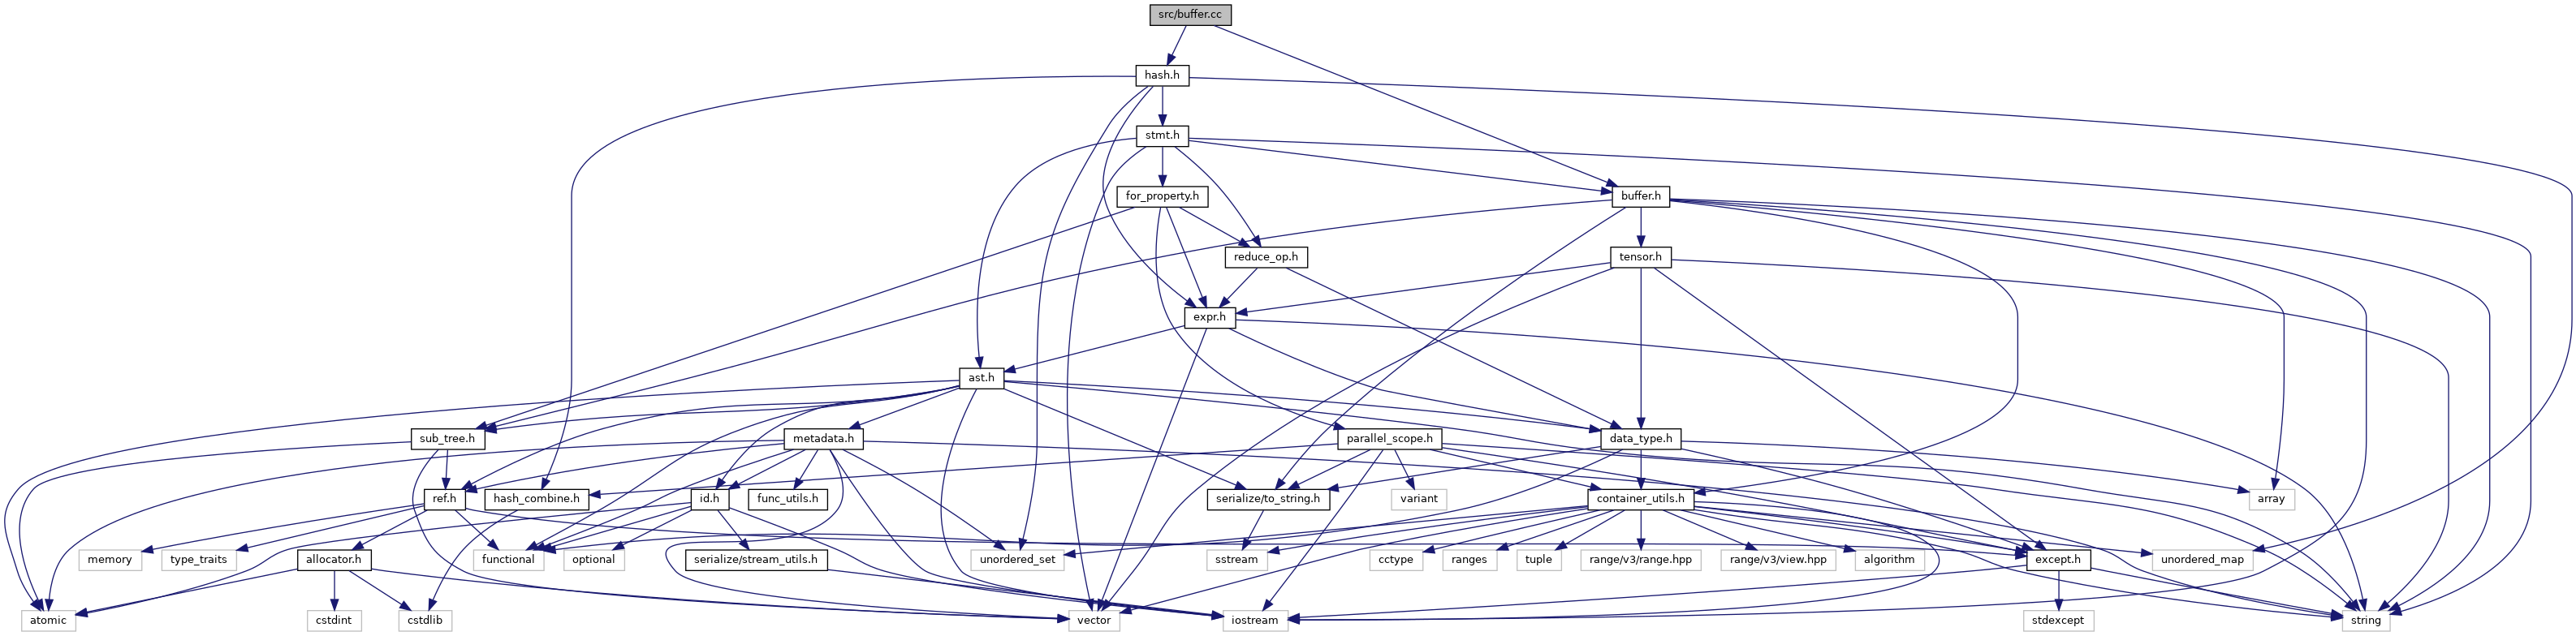 src/buffer.cc
hash.h
stmt.h
for_property.h
buffer.h
reduce_op.h
tensor.h
expr.h
ast.h
sub_tree.h
metadata.h
parallel_scope.h
data_type.h
ref.h
hash_combine.h
id.h
func_utils.h
serialize/to_string.h
variant
container_utils.h
array
memory
type_traits
allocator.h
functional
optional
serialize/stream_utils.h
unordered_set
sstream
cctype
ranges
tuple
range/v3/range.hpp
range/v3/view.hpp
algorithm
except.h
unordered_map
atomic
cstdint
cstdlib
vector
iostream
stdexcept
string